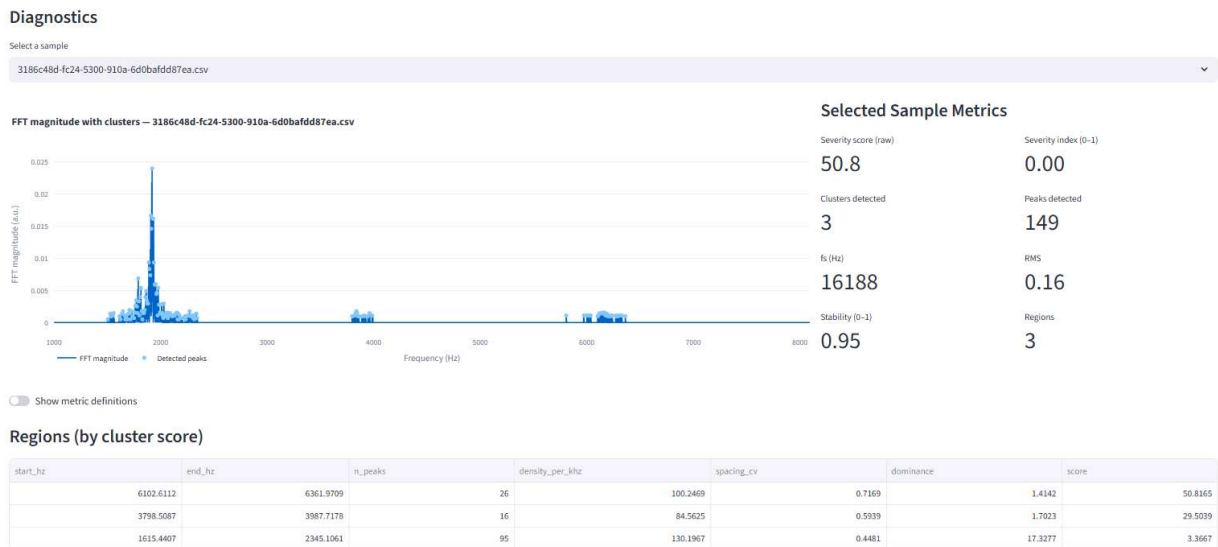 Diagnostics
Select a sample
3186c48d-fc24-5300-910a-6d0bafdd87ea.csv
FFT magnitude with clusters — 3186c48d-fc24-5300-910a-6d0bafdd87ea.csv
0.025
0.02
0.015
0.01
0.005
0
FFT magnitude (a.u.)
1000 2000 3000 4000 5000 6000 7000 8000
FFT magnitude Detected peaks
Frequency (Hz)
Selected Sample Metrics
Severity score (raw) Severity index (0–1)
50.8 0.00
Clusters detected Peaks detected
3 149
fs (Hz) RMS
16188 0.16
Stability (0–1) Regions
0.95 3
Show metric definitions
Regions (by cluster score)
start_hz end_hz n_peaks density_per_khz spacing_cv dominance score
6102.6112 6361.9709 26 100.2469 0.7169 1.4142 50.8165
3798.5087 3987.7178 16 84.5625 0.5939 1.7023 29.5039
1615.4407 2345.1061 95 130.1967 0.4481 17.3277 3.3667